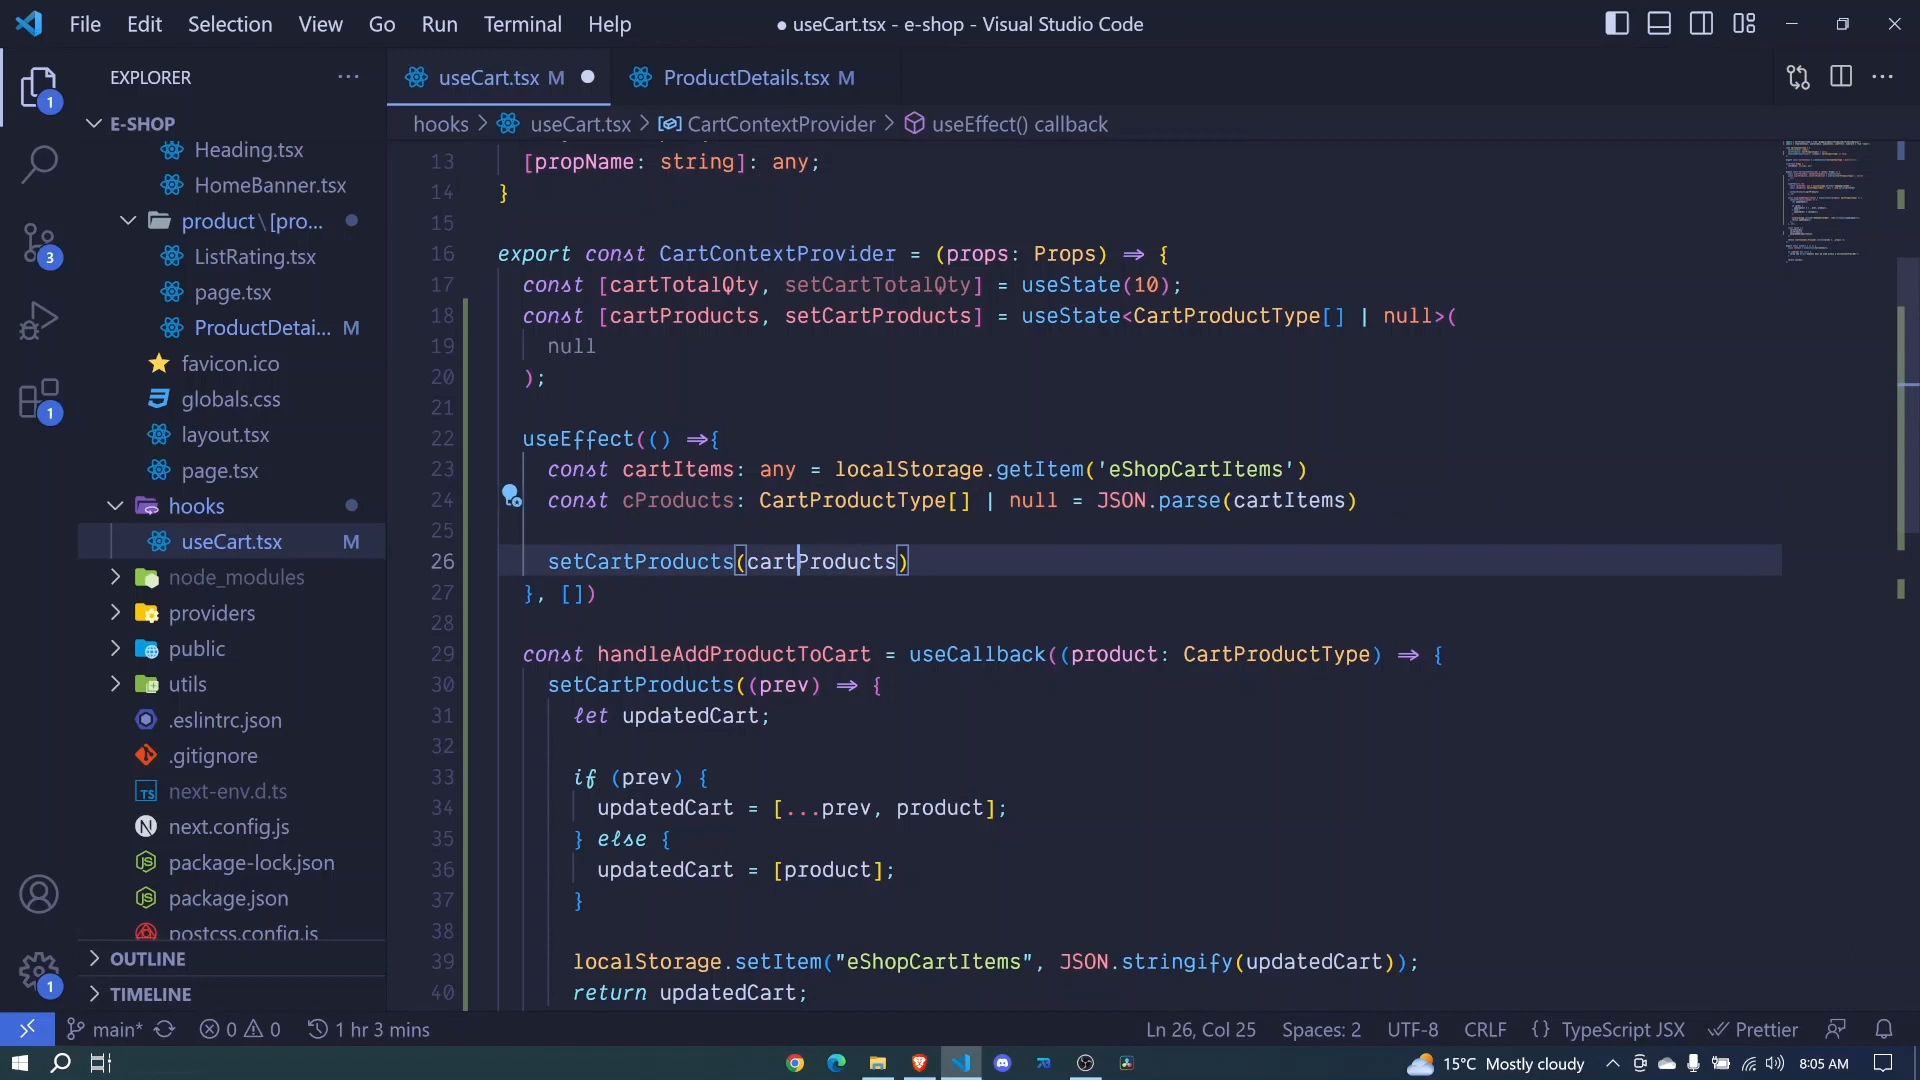 File Edit Selection View Go Run Terminal Help
● useCart.tsx - e-shop - Visual Studio Code
EXPLORER
E-SHOP
Heading.tsx
HomeBanner.tsx
product\[pro...
ListRating.tsx
page.tsx
ProductDetai... M
favicon.ico
globals.css
layout.tsx
page.tsx
hooks
useCart.tsx M
node_modules
providers
public
utils
.eslintrc.json
.gitignore
next-env.d.ts
next.config.js
package-lock.json
package.json
postcss.config.js
OUTLINE
TIMELINE
1
3
1
1
useCart.tsx M
ProductDetails.tsx M
hooks > useCart.tsx > CartContextProvider > useEffect() callback
13 [propName: string]: any;
14 }
15
16 export const CartContextProvider = (props: Props) => {
17 const [cartTotalQty, setCartTotalQty] = useState(10);
18 const [cartProducts, setCartProducts] = useState<CartProductType[] | null>(
19 null
20 );
21
22 useEffect(() =>{
23 const cartItems: any = localStorage.getItem('eShopCartItems')
24 const cProducts: CartProductType[] | null = JSON.parse(cartItems)
25
26 setCartProducts(cartProducts)
27 }, [])
28
29 const handleAddProductToCart = useCallback((product: CartProductType) => {
30 setCartProducts((prev) => {
31 let updatedCart;
32
33 if (prev) {
34 updatedCart = [...prev, product];
35 } else {
36 updatedCart = [product];
37 }
38
39 localStorage.setItem("eShopCartItems", JSON.stringify(updatedCart));
40 return updatedCart;
main* 0 0 1 hr 3 mins
Ln 26, Col 25 Spaces: 2 UTF-8 CRLF {} TypeScript JSX Prettier
15°C Mostly cloudy 8:05 AM